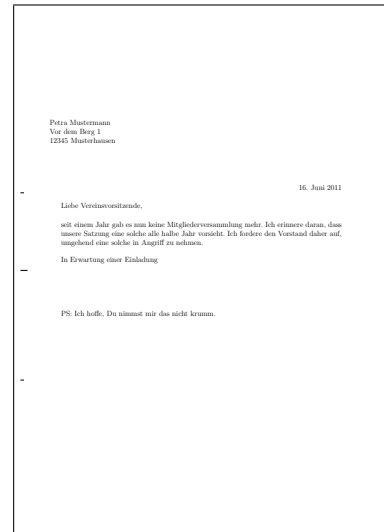 Petra Mustermann
Vor dem Berg 1
12345 Musterhausen
16. Juni 2011
Liebe Vereinsvorsitzende,
seit einem Jahr gab es nun keine Mitgliederversammlung mehr. Ich erinnere daran, dass
unsere Satzung eine solche alle halbe Jahr vorsieht. Ich fordere den Vorstand daher auf,
umgehend eine solche in Angriff zu nehmen.
In Erwartung einer Einladung
PS: Ich hoffe, Du nimmst mir das nicht krumm.